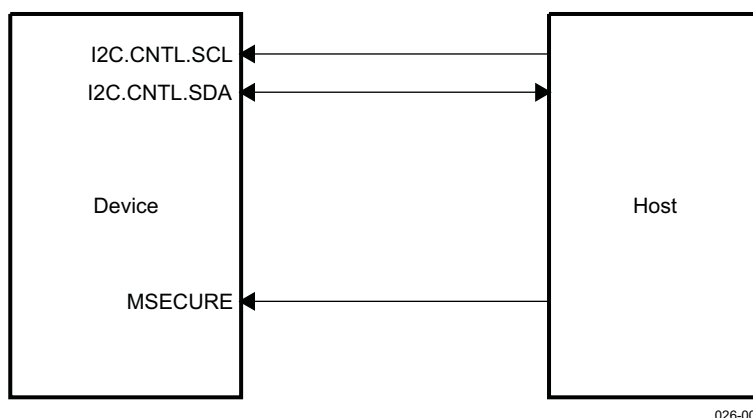 I2C.CNTL.SCL
I2C.CNTL.SDA
Device
Host
MSECURE